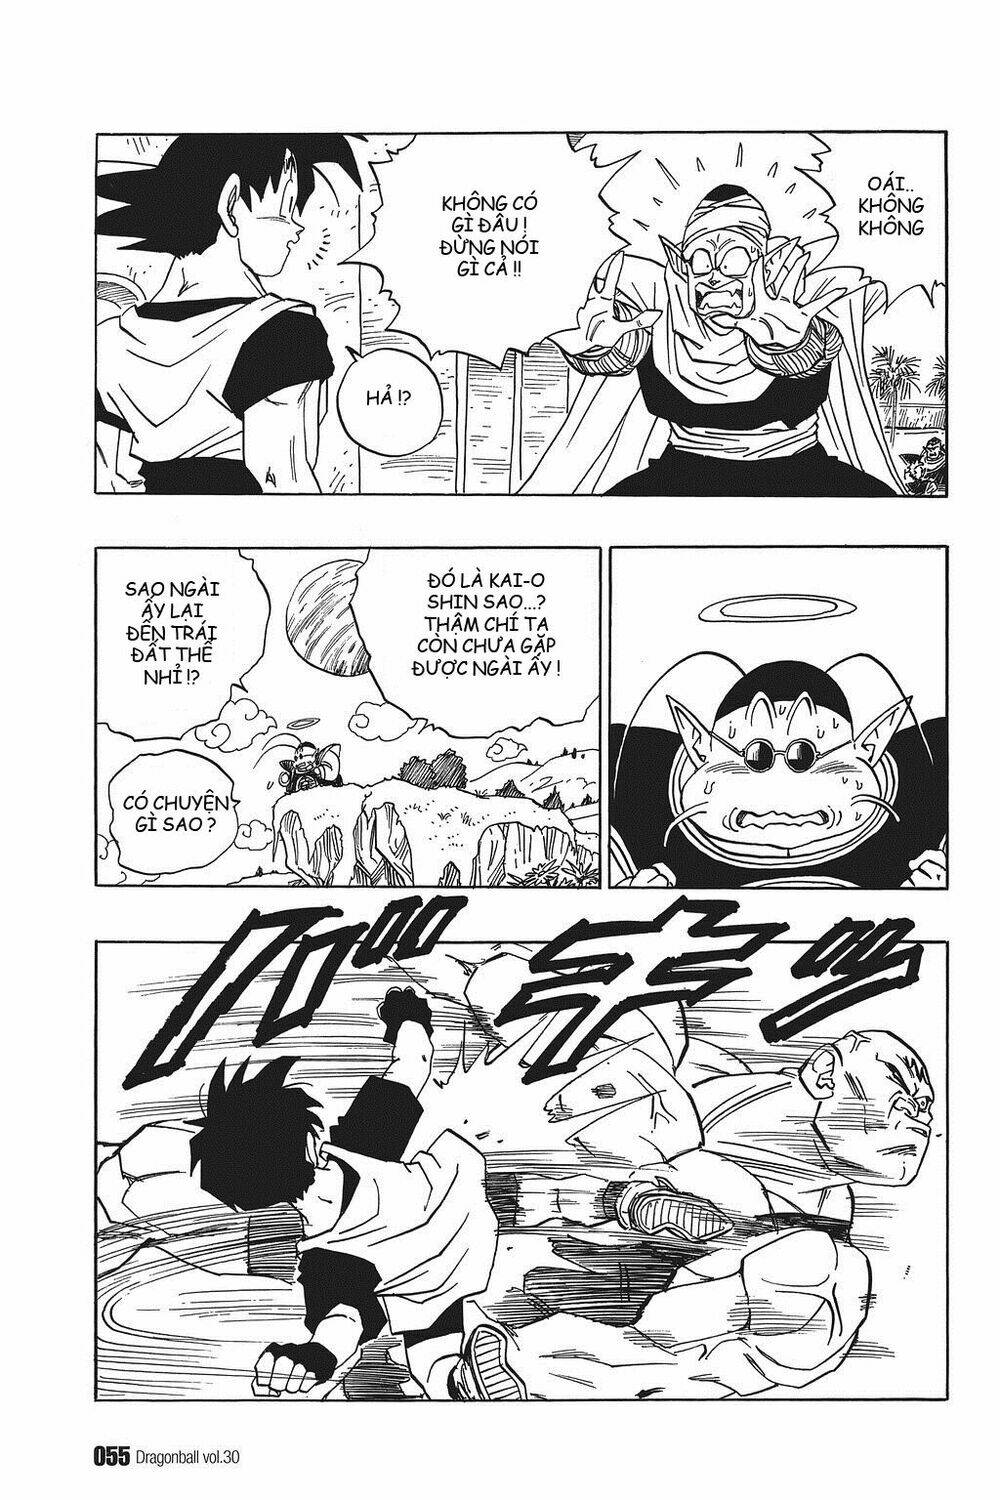 OÁI..
KHÔNG
KHÔNG
KHÔNG CÓ
GÌ ĐÂU !
ĐỪNG NÓI
GÌ CẢ !!
HẢ !?
ĐÓ LÀ KAI-O
SHIN SAO...?
THẬM CHÍ TA
CÒN CHƯA GẶP
ĐƯỢC NGÀI ẤY !
SAO NGÀI
ẤY LẠI
ĐẾN TRÁI
ĐẤT THẾ
NHỈ !?
CÓ CHUYỆN
GÌ SAO ?
055 Dragonball vol.30